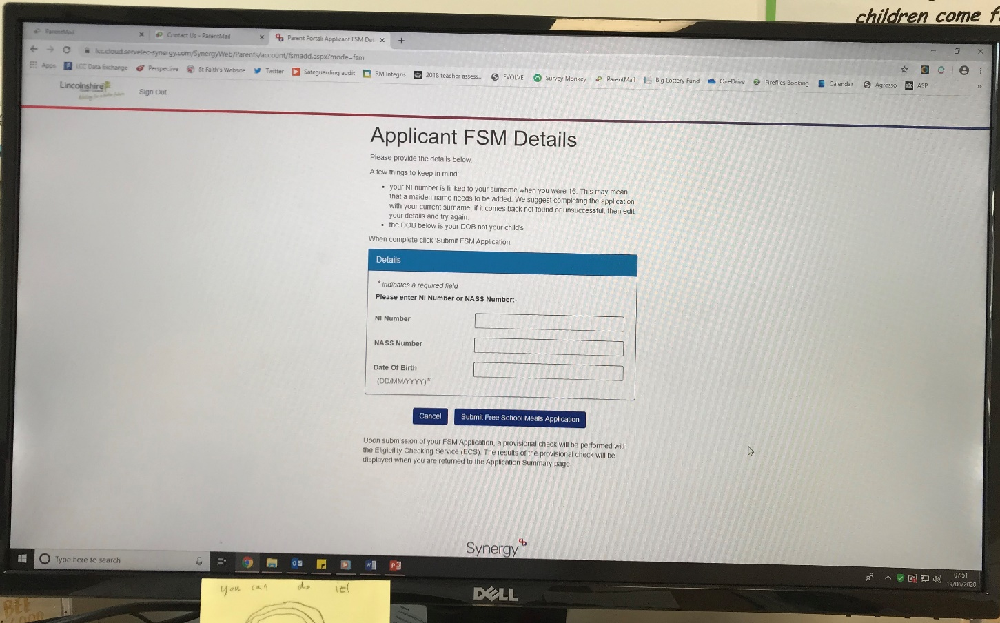 children come f
ParentMail
Contact Us - ParentMail
Parent Portal: Applicant FSM Det
lcc.cloud.servelec-synergy.com/SynergyWeb/Parents/account/fsmadd.aspx?mode=fsm
Apps LCC Data Exchange Perspective St Faith's Website Twitter Safeguarding audit RM Integris 2018 teacher assess... EVOLVE Survey Monkey ParentMail Big Lottery Fund OneDrive Fireflies Booking Calendar Agresso ASP
Lincolnshire
Sign Out
Applicant FSM Details
Please provide the details below.
A few things to keep in mind:
• your NI number is linked to your surname when you were 16. This may mean
that a maiden name needs to be added. We suggest completing the application
with your current surname, if it comes back not found or unsuccessful, then edit
your details and try again.
• the DOB below is your DOB not your child's
When complete click 'Submit FSM Application.
Details
* indicates a required field
Please enter NI Number or NASS Number:-
NI Number
NASS Number
Date Of Birth
(DD/MM/YYYY)*
Cancel
Submit Free School Meals Application
Upon submission of your FSM Application, a provisional check will be performed with
the Eligibility Checking Service (ECS). The results of the provisional check will be
displayed when you are returned to the Application Summary page.
Synergy
Type here to search
07:51
19/06/2020
DELL
you can do it!